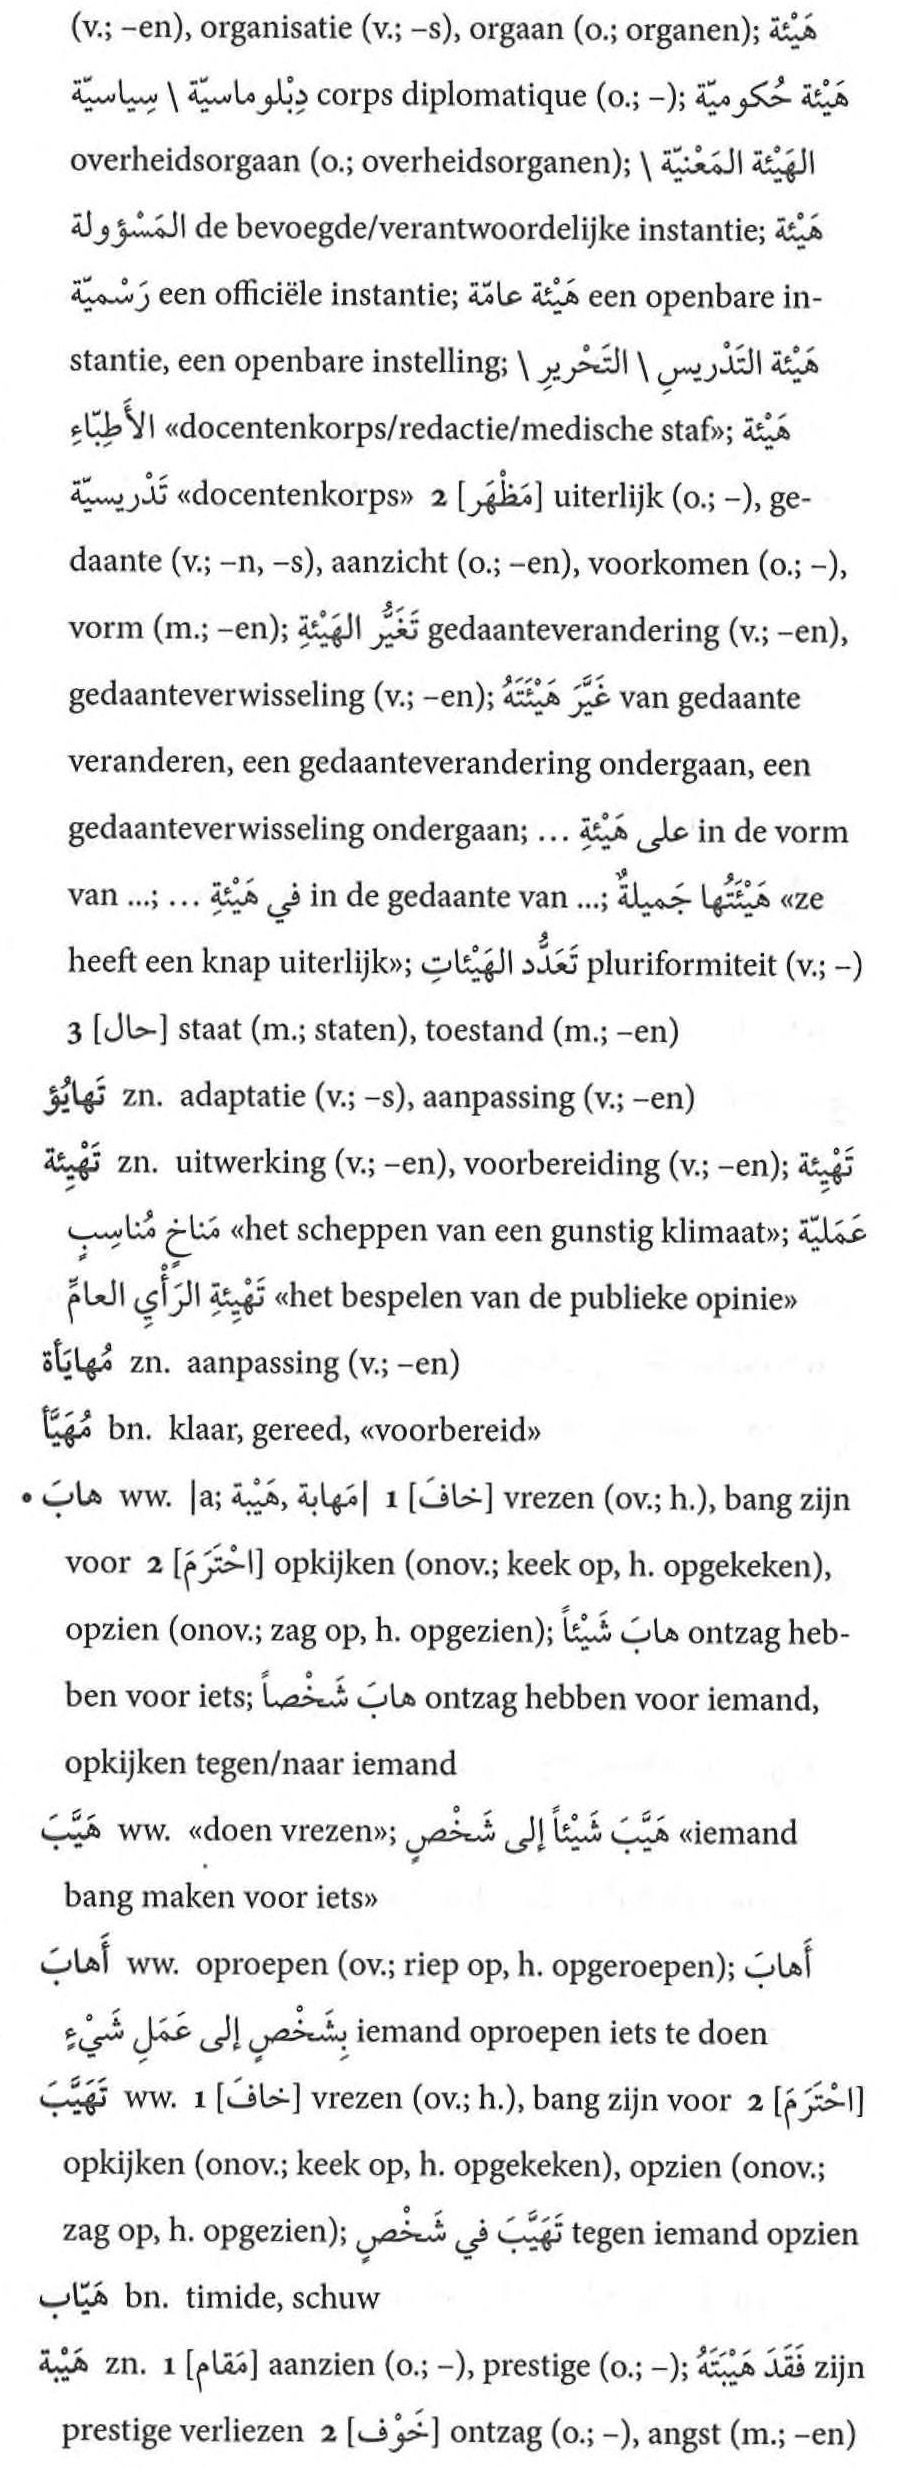 (v.; –en), organisatie (v.; –s), orgaan (o.; organen); هَيْئة
دِبْلوماسيّة \ سِياسيّة corps diplomatique (o.; –); هَيْئة حُكوميّة
overheidsorgaan (o.; overheidsorganen); الهَيْئة المَعْنيّة \
المَسْؤولة de bevoegde/verantwoordelijke instantie; هَيْئة
رَسْميّة een officiële instantie; هَيْئة عامّة een openbare in-
stantie, een openbare instelling; هَيْئة التَدْريسِ \ التَحْريرِ \
الأَطِبّاءِ «docentenkorps/redactie/medische staf»; هَيْئة
تَدْريسيّة «docentenkorps» 2 [مَظْهَر] uiterlijk (o.; –), ge-
daante (v.; –n, –s), aanzicht (o.; –en), voorkomen (o.; –),
vorm (m.; –en); تَغَيُّر الهَيْئةِ gedaanteverandering (v.; –en),
gedaanteverwisseling (v.; –en); غَيَّرَ هَيْئَتَهُ van gedaante
veranderen, een gedaanteverandering ondergaan, een
gedaanteverwisseling ondergaan; على هَيْئةِ ... in de vorm
van ...; في هَيْئةِ ... in de gedaante van ...; هَيْئَتُها جَميلةٌ «ze
heeft een knap uiterlijk»; تَعَدُّد الهَيْئاتِ pluriformiteit (v.; –)
3 [حال] staat (m.; staten), toestand (m.; –en)
تَهايُؤ zn. adaptatie (v.; –s), aanpassing (v.; –en)
تَهْيِئة zn. uitwerking (v.; –en), voorbereiding (v.; –en); تَهْيِئة
مَناخٍ مُناسِبٍ «het scheppen van een gunstig klimaat»; عَمَليّة
تَهْيِئةِ الرَأْيِ العامِّ «het bespelen van de publieke opinie»
مُهايَأة zn. aanpassing (v.; –en)
مُهَيَّأ bn. klaar, gereed, «voorbereid»
• هابَ ww. |a; هَيْبة, مَهابة| 1 [خافَ] vrezen (ov.; h.), bang zijn
voor 2 [احْتَرَمَ] opkijken (onov.; keek op, h. opgekeken),
opzien (onov.; zag op, h. opgezien); هابَ شَيْئاً ontzag heb-
ben voor iets; هابَ شَخْصاً ontzag hebben voor iemand,
opkijken tegen/naar iemand
هَيَّبَ ww. «doen vrezen»; هَيَّبَ شَيْئاً إلى شَخْصٍ «iemand
bang maken voor iets»
أَهابَ ww. oproepen (ov.; riep op, h. opgeroepen); أَهابَ
بِشَخْصٍ إلى عَمَلِ شَيْءٍ iemand oproepen iets te doen
تَهَيَّبَ ww. 1 [خافَ] vrezen (ov.; h.), bang zijn voor 2 [احْتَرَمَ]
opkijken (onov.; keek op, h. opgekeken), opzien (onov.;
zag op, h. opgezien); تَهَيَّبَ في شَخْصٍ tegen iemand opzien
هَيّاب bn. timide, schuw
هَيْبة zn. 1 [مَقام] aanzien (o.; –), prestige (o.; –); فَقَدَ هَيْبَتَهُ zijn
prestige verliezen 2 [خَوْف] ontzag (o.; –), angst (m.; –en)